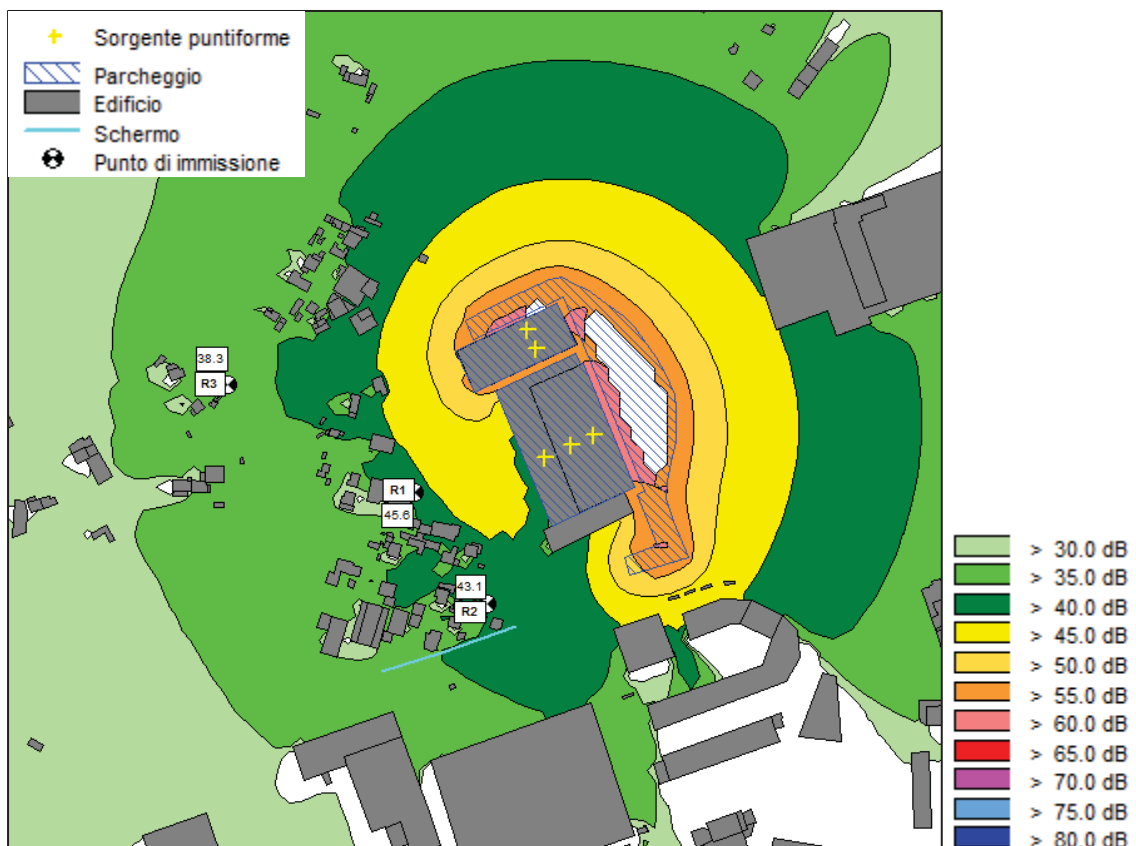 Sorgente puntiforme
Parcheggio
Edificio
Schermo
Punto di immissione
38.3
R3
R1
45.6
43.1
R2
> 30.0 dB
> 35.0 dB
> 40.0 dB
> 45.0 dB
> 50.0 dB
> 55.0 dB
> 60.0 dB
> 65.0 dB
> 70.0 dB
> 75.0 dB
> 80.0 dB